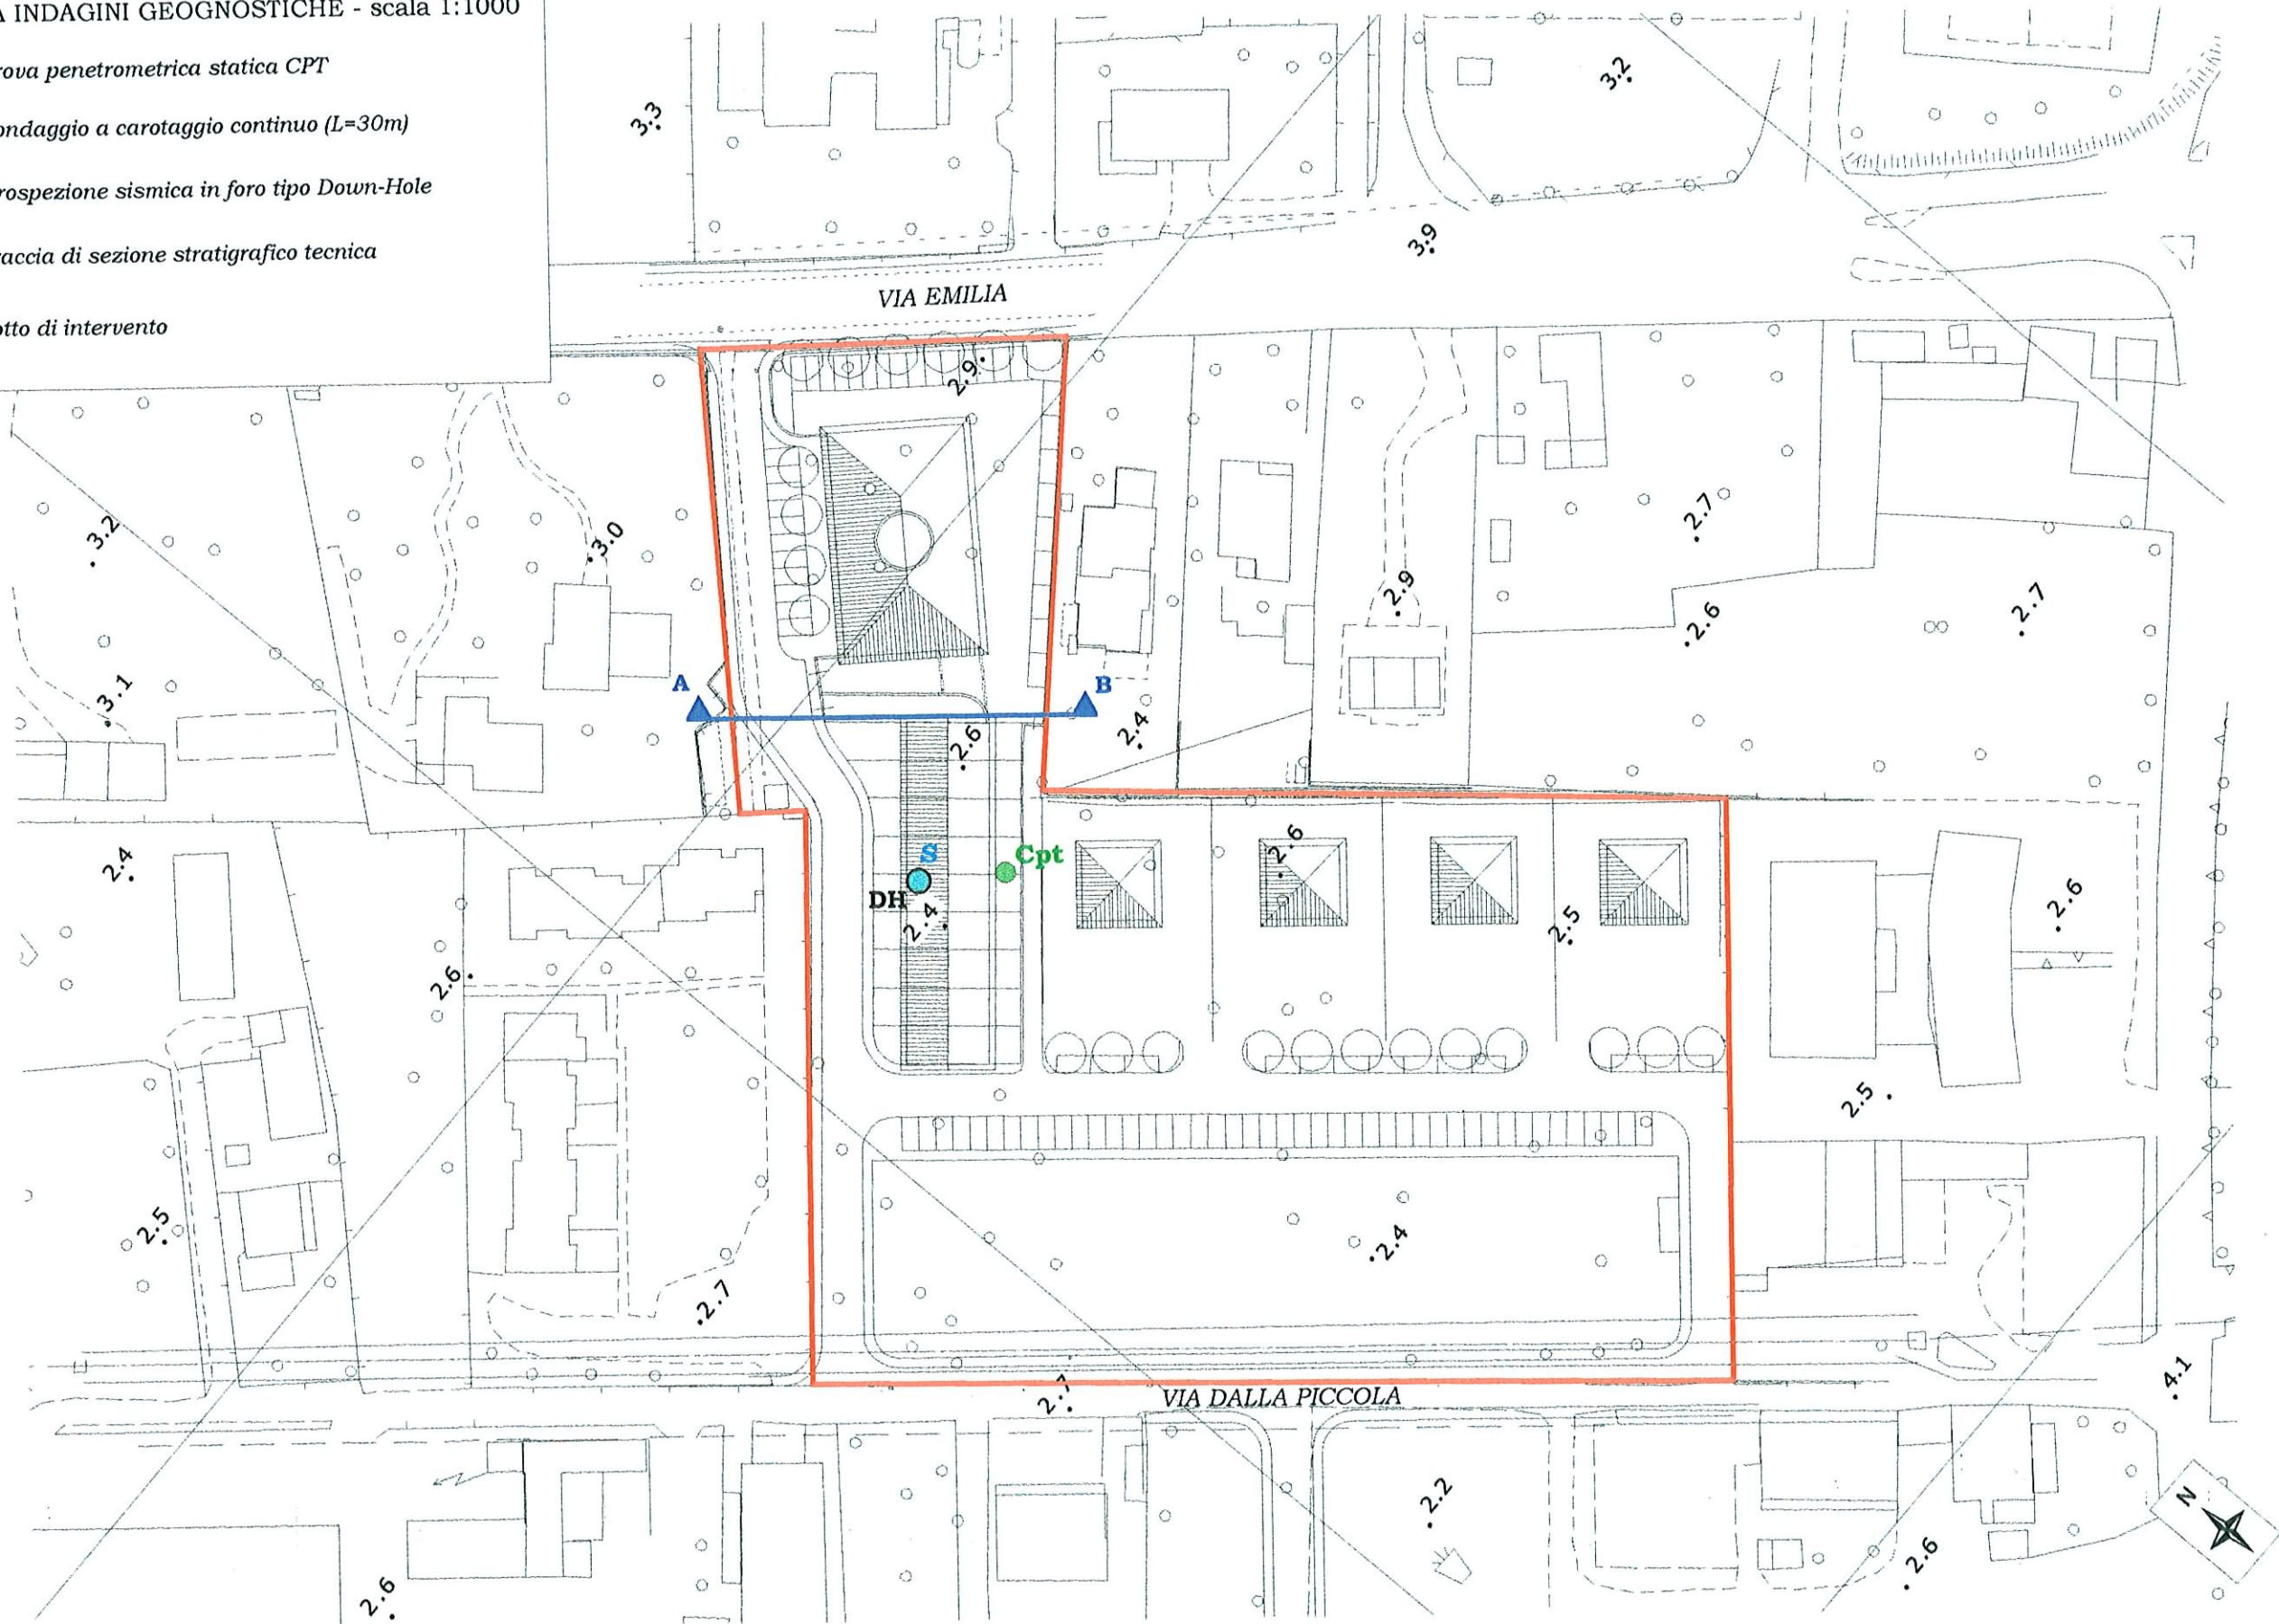 INDAGINI GEOGNOSTICHE - scala 1:1000
rova penetrometrica statica CPT
ondaggio a carotaggio continuo (L=30m)
rospezione sismica in foro tipo Down-Hole
raccia di sezione stratigrafico tecnica
otto di intervento
3.3
3.2
3.9
VIA EMILIA
2.9
3.2
3.0
2.7
2.9
2.6
2.7
3.1
A
B
2.4
2.6
2.4
S
Cpt
2.6
DH
2.4
2.5
2.6
2.6
2.5
2.5
2.4
2.7
4.1
2.7
VIA DALLA PICCOLA
2.2
N
2.6
2.6